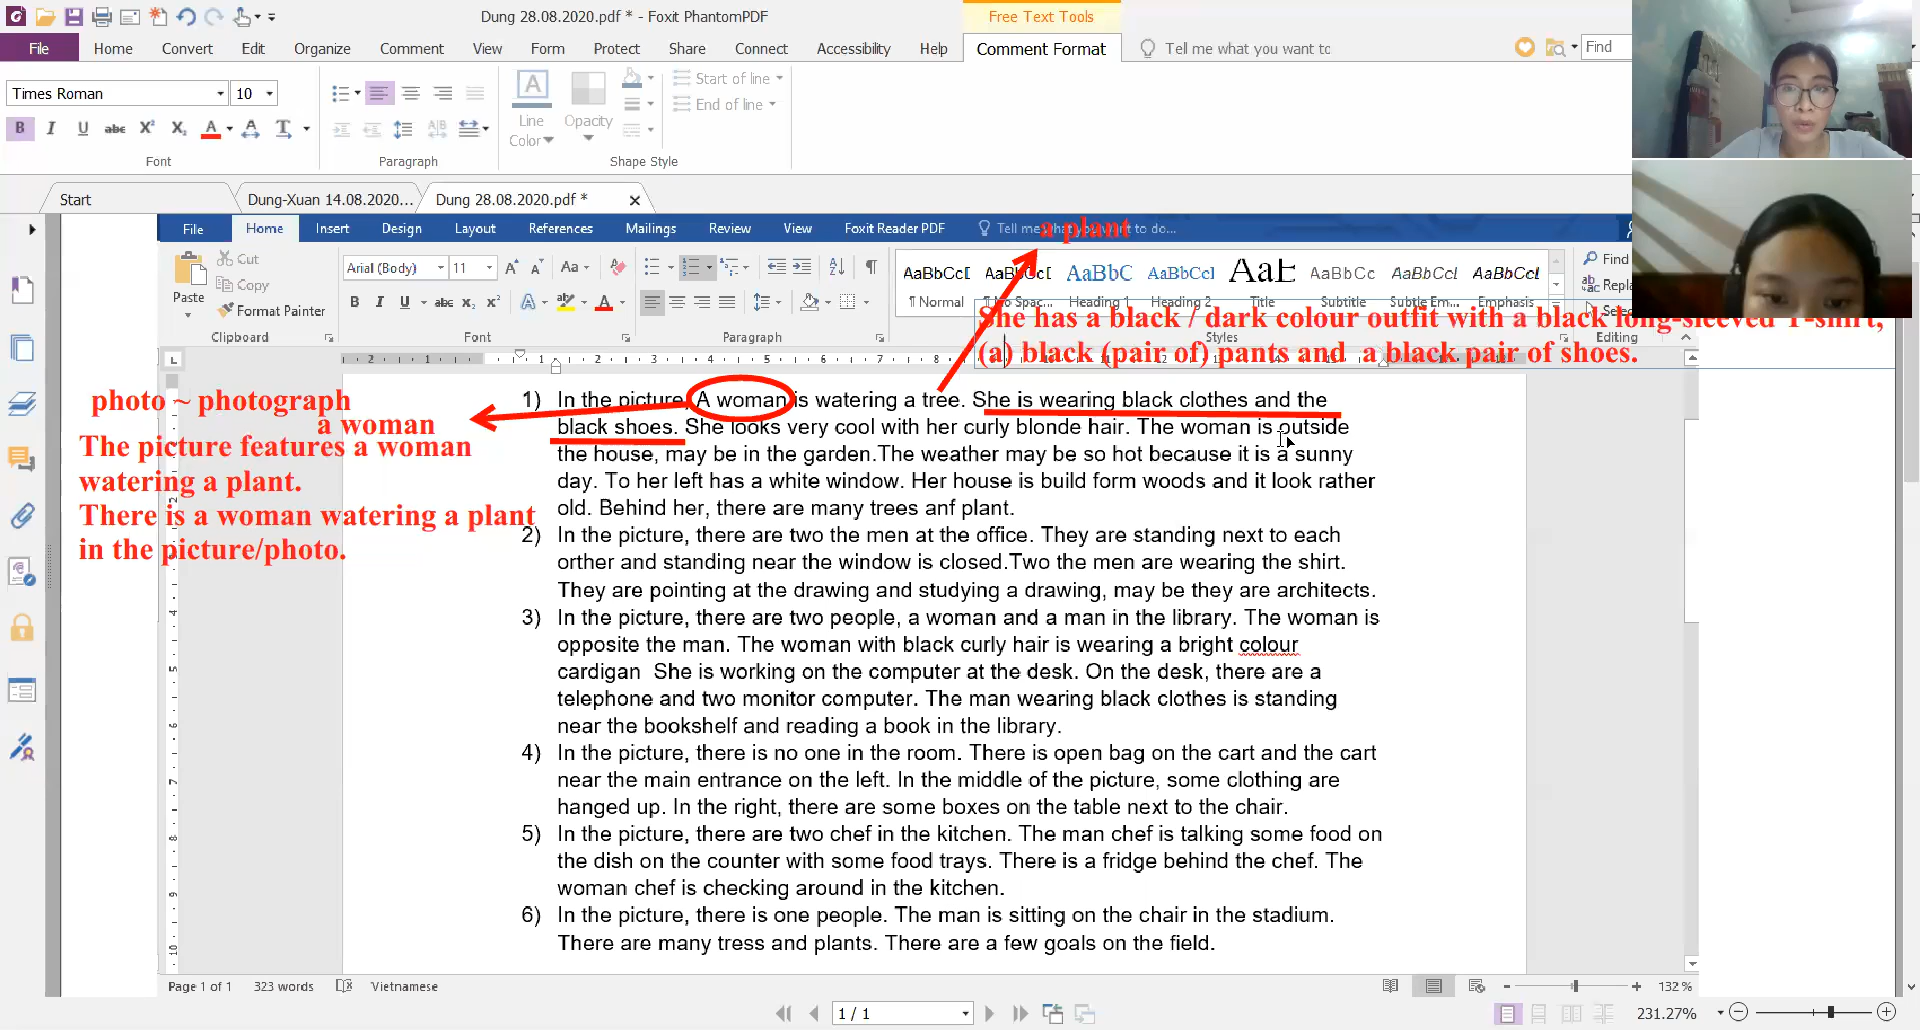 Dung 28.08.2020.pdf * - Foxit PhantomPDF
Free Text Tools
File Home Convert Edit Organize Comment View Form Protect Share Connect Accessibility Help Comment Format Tell me what you want to Find
Times Roman 10
Start of line
End of line
Line Color
Opacity
Font Paragraph Shape Style
Start Dung-Xuan 14.08.2020... Dung 28.08.2020.pdf *
File Home Insert Design Layout References Mailings Review View Foxit Reader PDF Tell me what you want to do...
a plant
Paste Cut Copy Format Painter
Arial (Body) 11
AaBbCcD AaBbCcD AaBbC AaBbCcI AaB AaBbCcD AaBbCcD AaBbCcL
¶ Normal ¶ No Spac... Heading 1 Heading 2 Title Subtitle Subtle Em... Emphasis
Find
Clipboard Font Paragraph Styles Editing
She has a black / dark colour outfit with a black long-sleeved T-shirt,
(a) black (pair of) pants and a black pair of shoes.
photo ~ photograph
a woman
The picture features a woman
watering a plant.
There is a woman watering a plant
in the picture/photo.
1) In the picture, A woman is watering a tree. She is wearing black clothes and the
black shoes. She looks very cool with her curly blonde hair. The woman is outside
the house, may be in the garden.The weather may be so hot because it is a sunny
day. To her left has a white window. Her house is build form woods and it look rather
old. Behind her, there are many trees anf plant.
2) In the picture, there are two the men at the office. They are standing next to each
orther and standing near the window is closed.Two the men are wearing the shirt.
They are pointing at the drawing and studying a drawing, may be they are architects.
3) In the picture, there are two people, a woman and a man in the library. The woman is
opposite the man. The woman with black curly hair is wearing a bright colour
cardigan She is working on the computer at the desk. On the desk, there are a
telephone and two monitor computer. The man wearing black clothes is standing
near the bookshelf and reading a book in the library.
4) In the picture, there is no one in the room. There is open bag on the cart and the cart
near the main entrance on the left. In the middle of the picture, some clothing are
hanged up. In the right, there are some boxes on the table next to the chair.
5) In the picture, there are two chef in the kitchen. The man chef is talking some food on
the dish on the counter with some food trays. There is a fridge behind the chef. The
woman chef is checking around in the kitchen.
6) In the picture, there is one people. The man is sitting on the chair in the stadium.
There are many tress and plants. There are a few goals on the field.
Page 1 of 1 323 words Vietnamese 132 %
1 / 1 231.27%